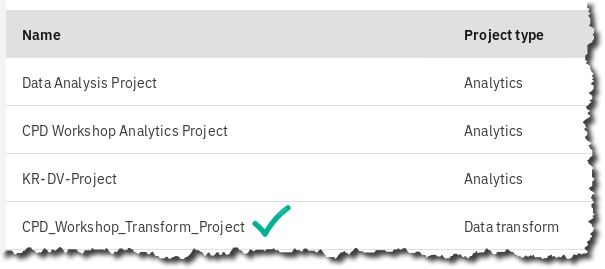 Name Project type
Data Analysis Project Analytics
CPD Workshop Analytics Project Analytics
KR-DV-Project Analytics
CPD_Workshop_Transform_Project Data transform